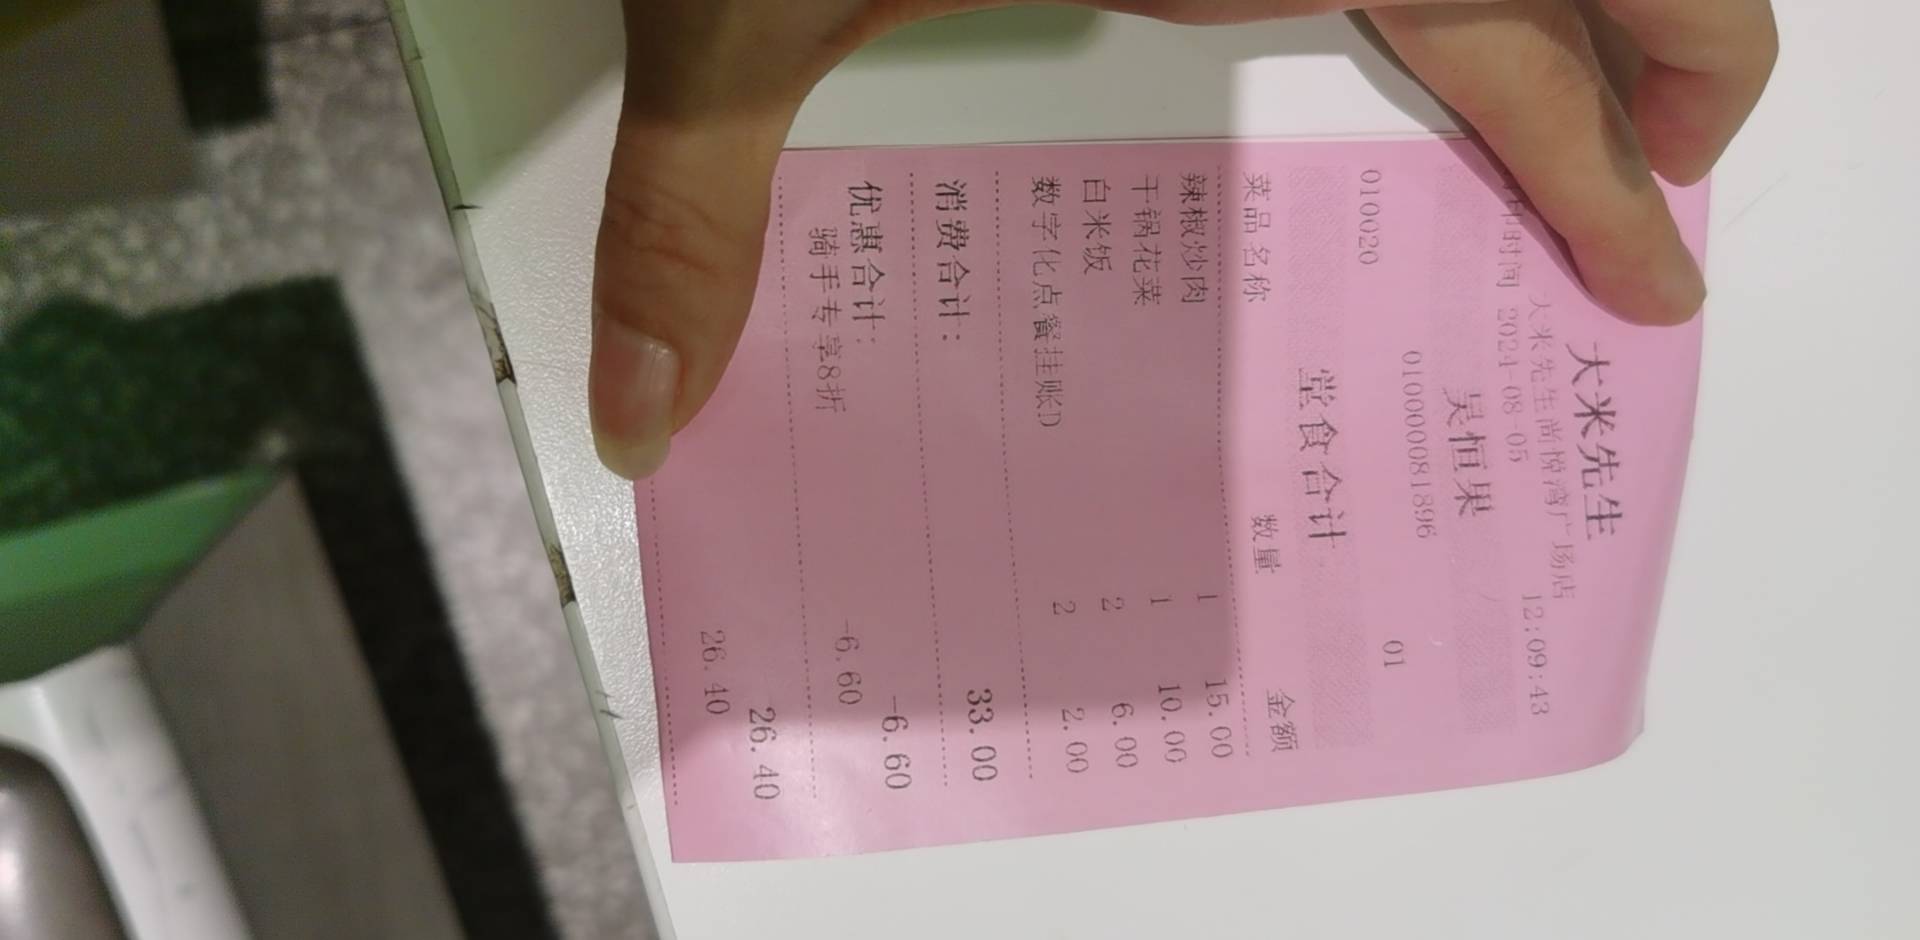 大米先生
大米先生尚悦湾广场店
时间 2024-08-05 12:09:43
吴恒果
0100000081896
010020 01
堂食合计
菜品名称 数量 金额
辣椒炒肉 1 15.00
干锅花菜 1 10.00
白米饭 2 6.00
数字化点餐挂账D 2 2.00
消费合计: 33.00
优惠合计: -6.60
骑手专享8折 -6.60
26.40
26.40